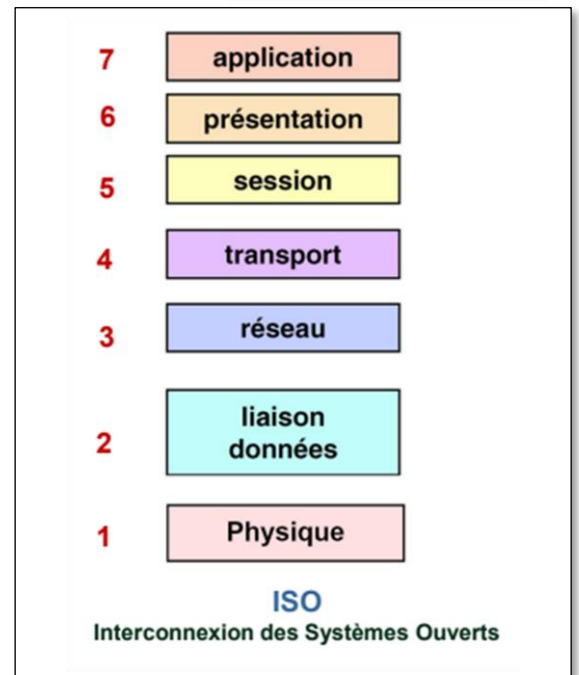 7 application
6 présentation
5 session
4 transport
3 réseau
2 liaison
données
1 Physique
ISO
Interconnexion des Systèmes Ouverts